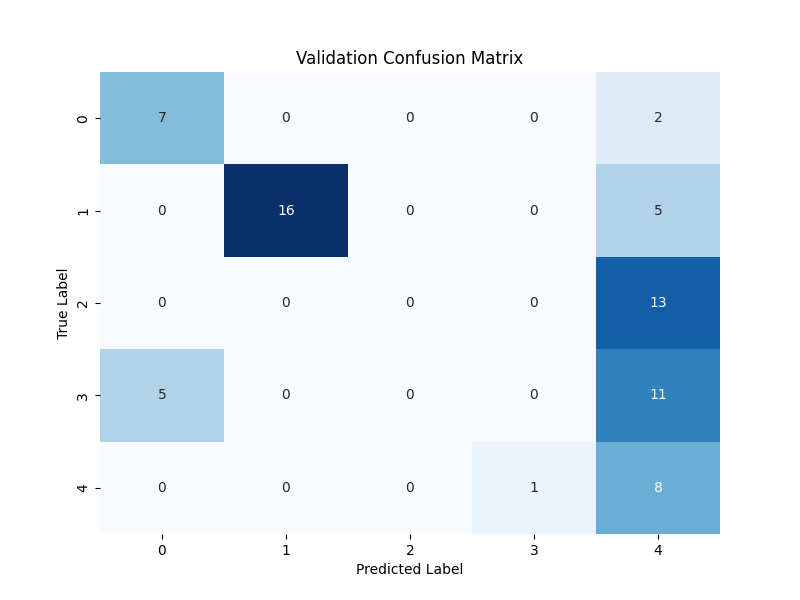 Validation Confusion Matrix
0 7 0 0 0 2
1 0 16 0 0 5
2 0 0 0 0 13
3 5 0 0 0 11
4 0 0 0 1 8
0 1 2 3 4
True Label
Predicted Label